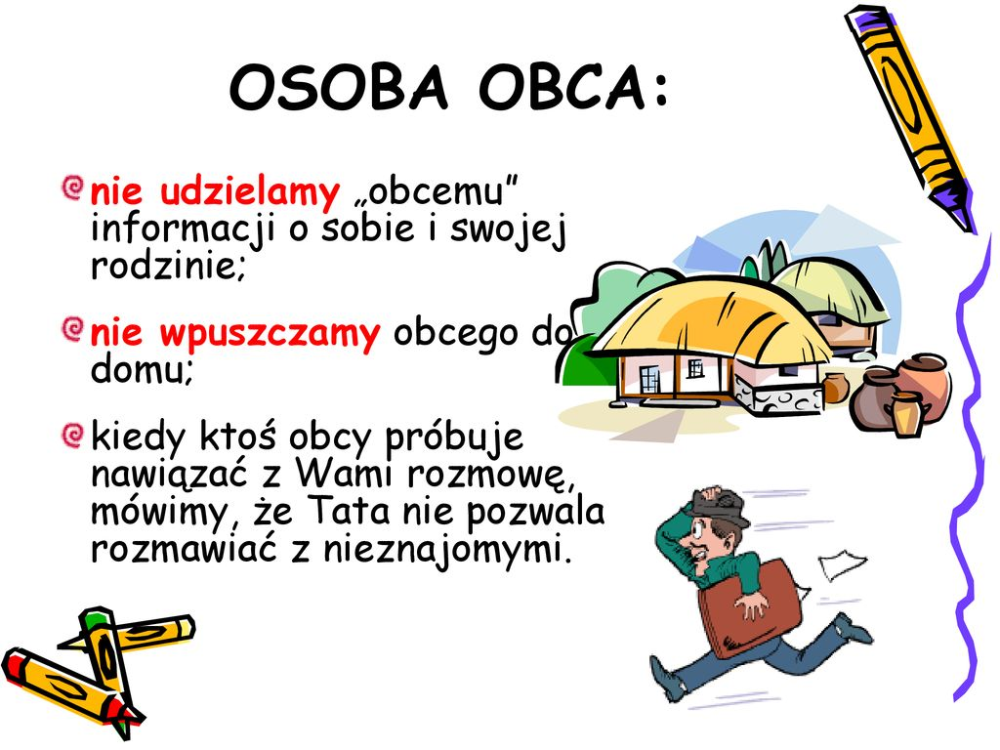 OSOBA OBCA:
nie udzielamy „obcemu”
informacji o sobie i swojej
rodzinie;
nie wpuszczamy obcego do
domu;
kiedy ktoś obcy próbuje
nawiązać z Wami rozmowę,
mówimy, że Tata nie pozwala
rozmawiać z nieznajomymi.